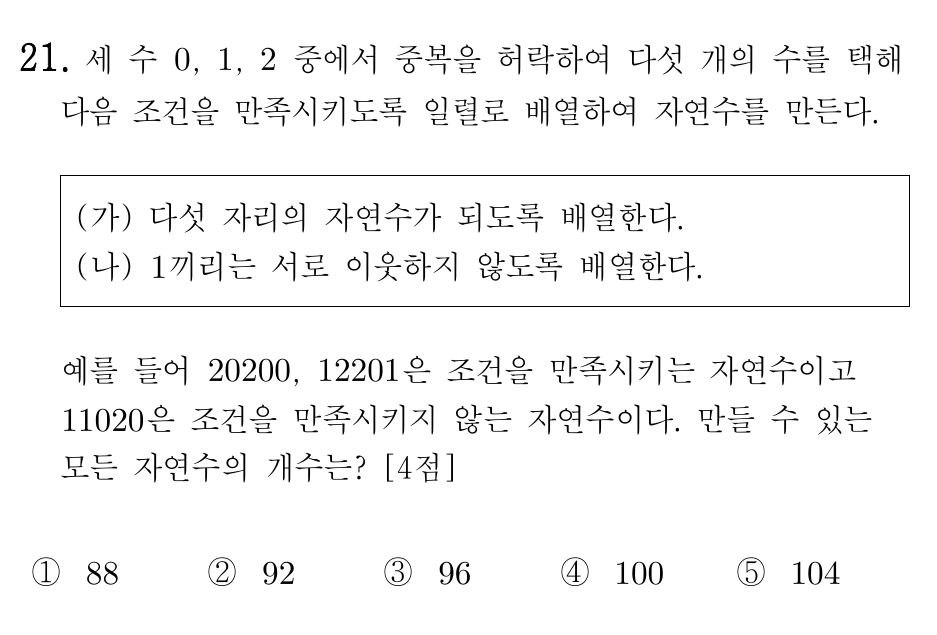 21. 세 수 0, 1, 2 중에서 중복을 허락하여 다섯 개의 수를 택해
다음 조건을 만족시키도록 일렬로 배열하여 자연수를 만든다.
(가) 다섯 자리의 자연수가 되도록 배열한다.
(나) 1끼리는 서로 이웃하지 않도록 배열한다.
예를 들어 20200, 12201은 조건을 만족시키는 자연수이고
11020은 조건을 만족시키지 않는 자연수이다. 만들 수 있는
모든 자연수의 개수는? [4점]
① 88 ② 92 ③ 96 ④ 100 ⑤ 104